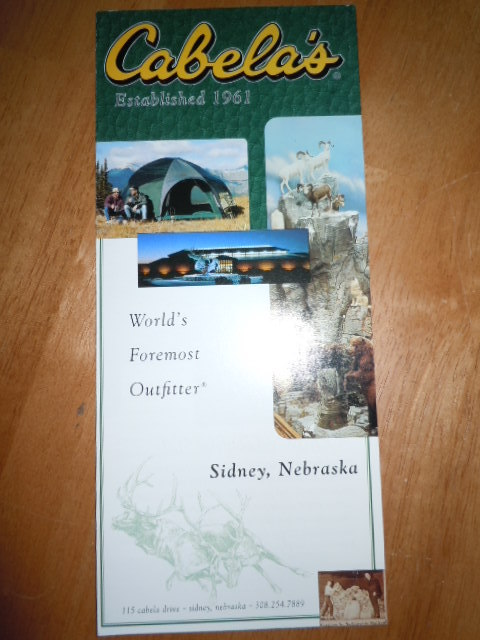 Cabela's®
Established 1961
World's
Foremost
Outfitter®
Sidney, Nebraska
115 cabela drive - sidney, nebraska - 308.254.7889